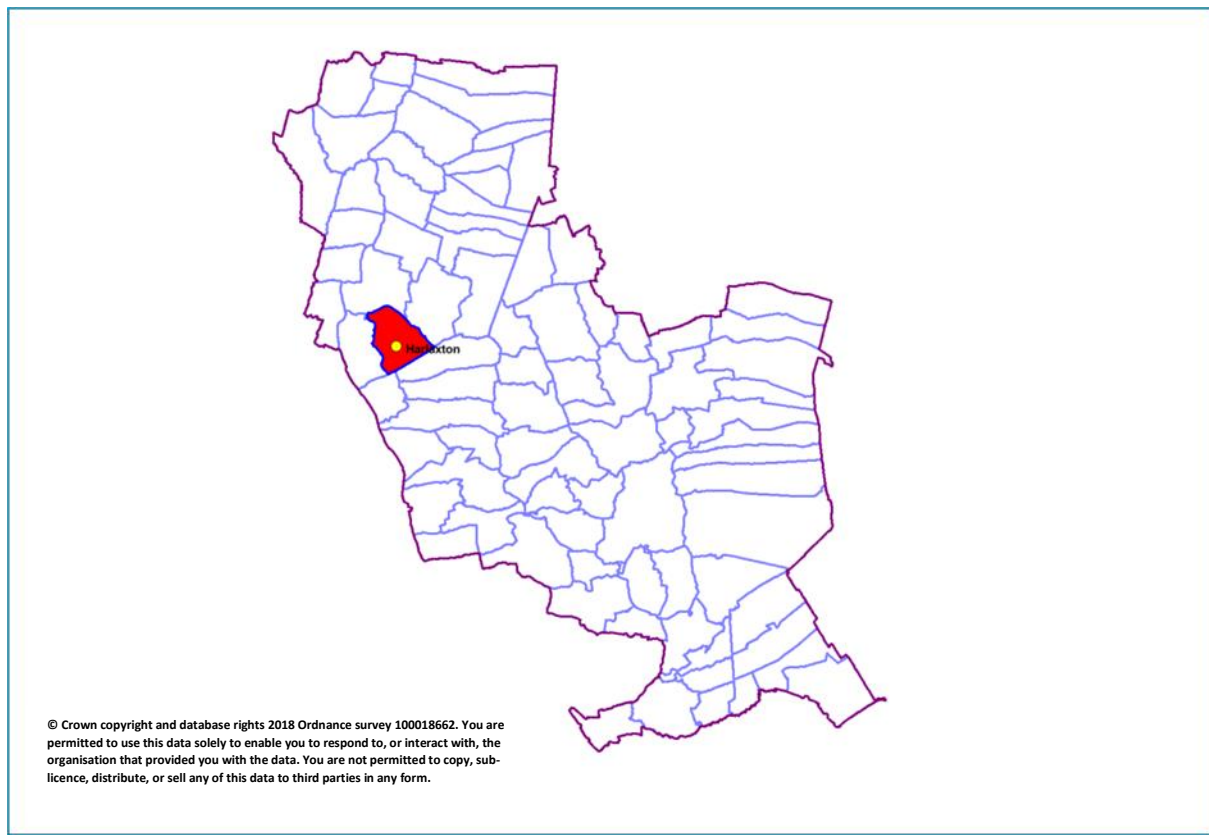 Harlaxton
© Crown copyright and database rights 2018 Ordnance survey 100018662. You are
permitted to use this data solely to enable you to respond to, or interact with, the
organisation that provided you with the data. You are not permitted to copy, sub-
licence, distribute, or sell any of this data to third parties in any form.